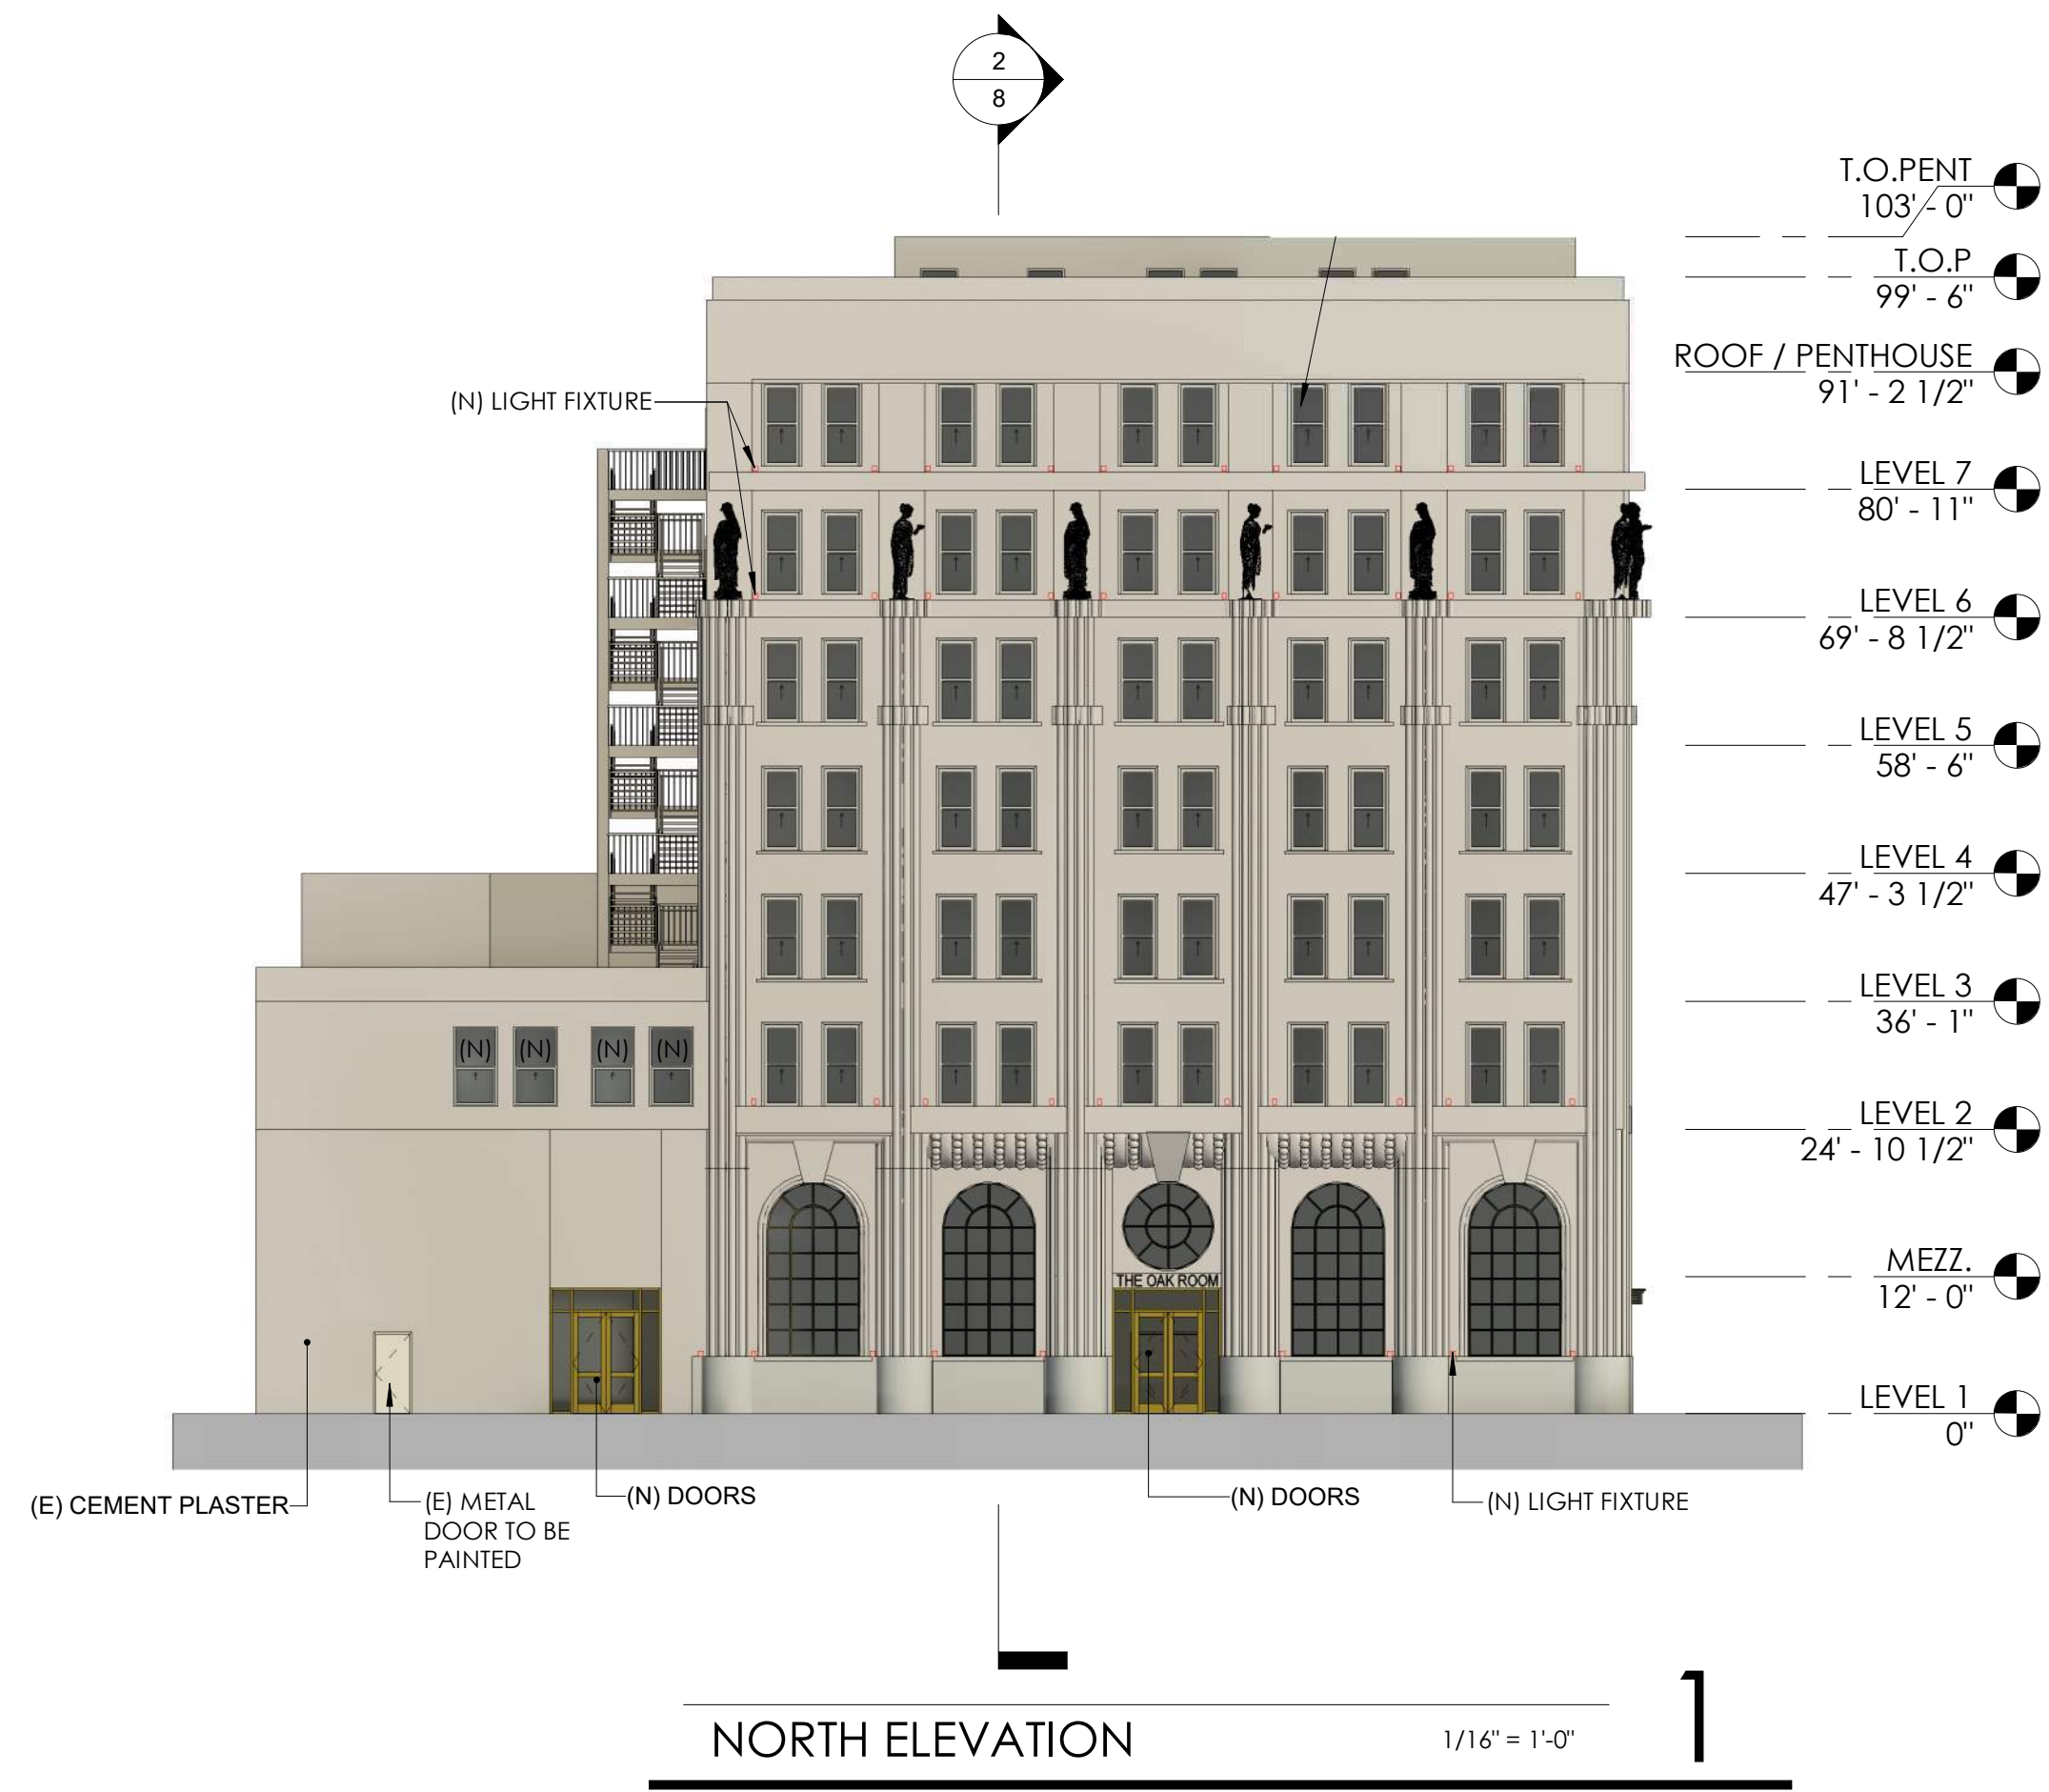 2
8
T.O.PENT
103' - 0"
T.O.P
99' - 6"
ROOF / PENTHOUSE
91' - 2 1/2"
(N) LIGHT FIXTURE
LEVEL 7
80' - 11"
LEVEL 6
69' - 8 1/2"
LEVEL 5
58' - 6"
LEVEL 4
47' - 3 1/2"
LEVEL 3
36' - 1"
(N) (N) (N) (N)
LEVEL 2
24' - 10 1/2"
MEZZ.
12' - 0"
THE OAK ROOM
LEVEL 1
0"
(E) CEMENT PLASTER
(E) METAL
DOOR TO BE
PAINTED
(N) DOORS
(N) DOORS
(N) LIGHT FIXTURE
NORTH ELEVATION
1/16" = 1'-0"
1